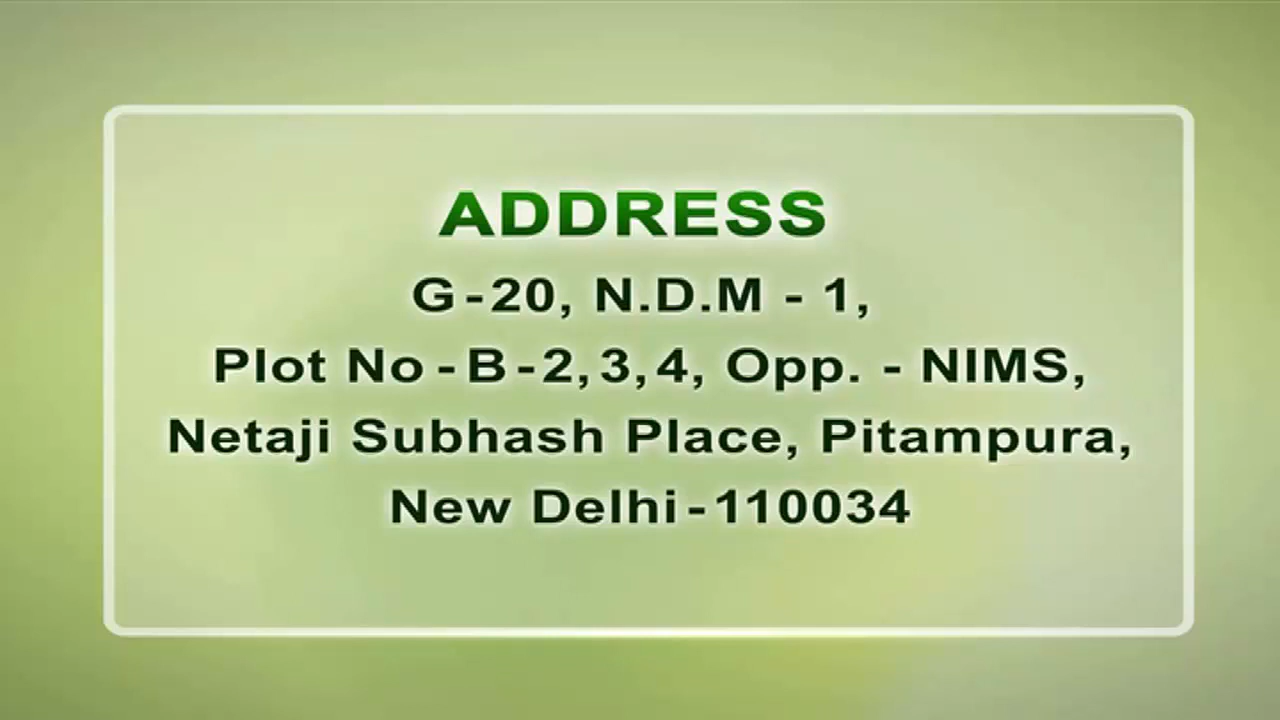 ADDRESS
G-20, N.D.M - 1,
Plot No-B-2,3,4, Opp. - NIMS,
Netaji Subhash Place, Pitampura,
New Delhi-110034